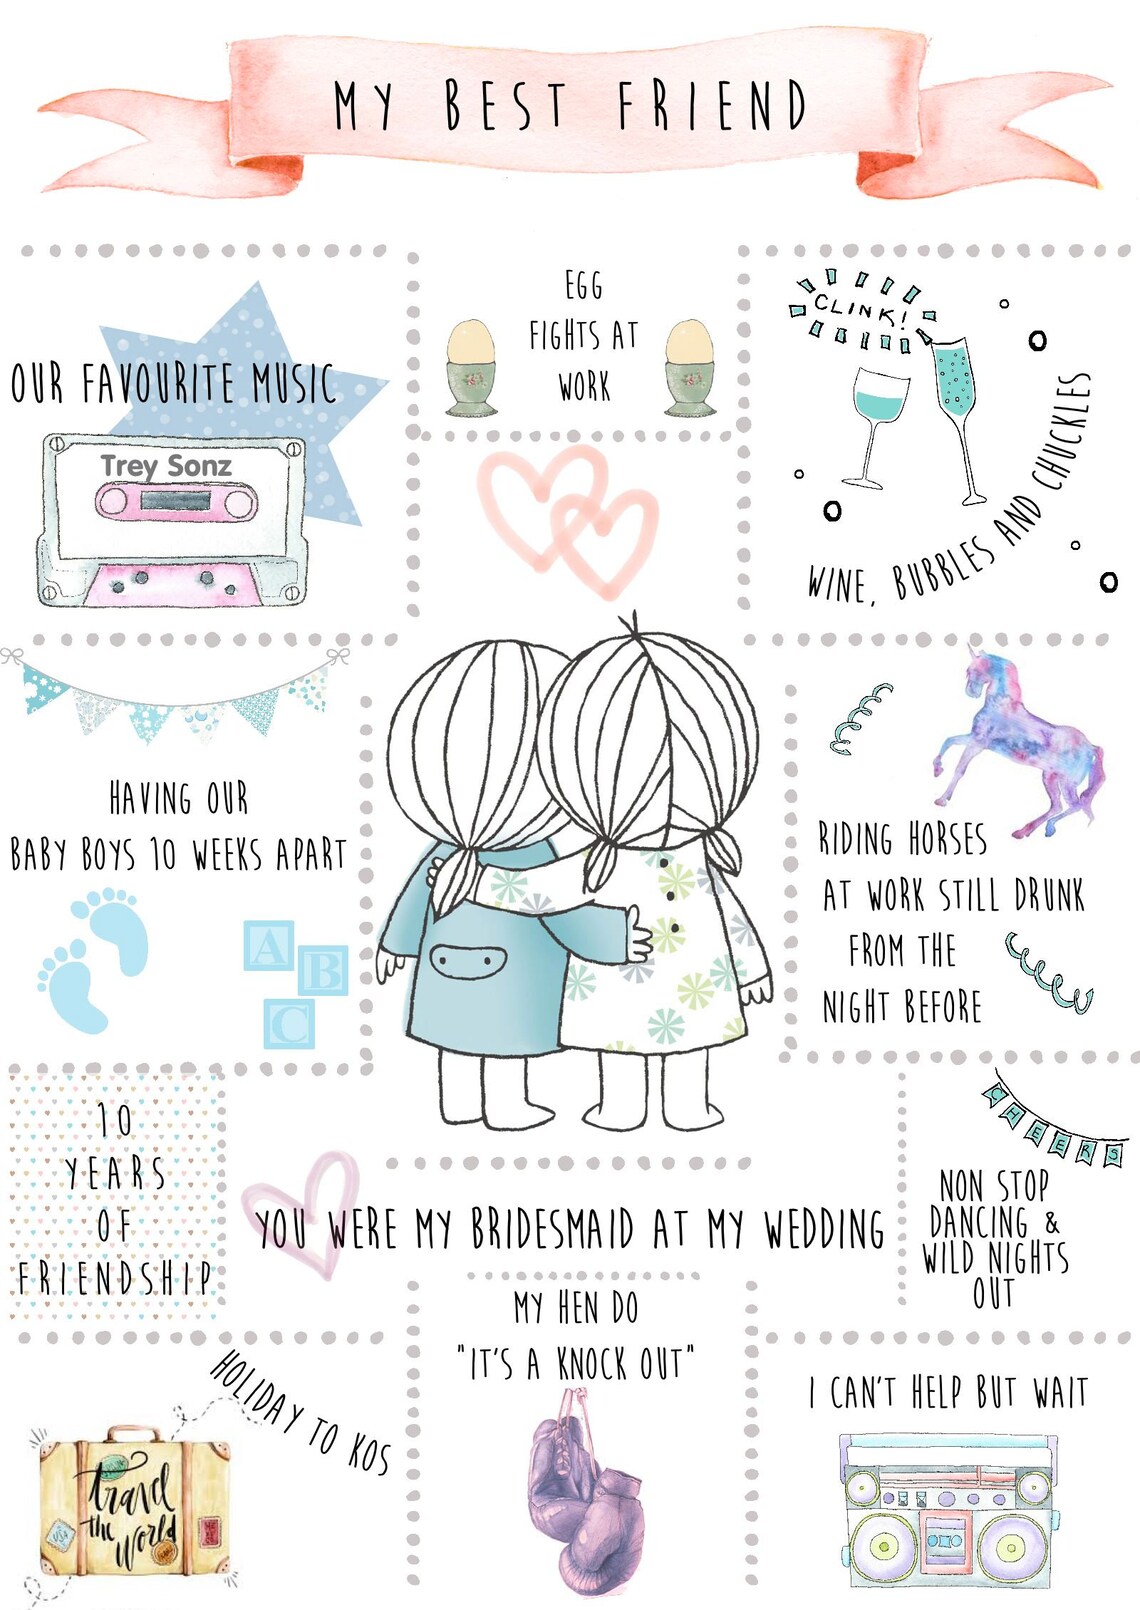 MY BEST FRIEND
OUR FAVOURITE MUSIC
Trey Sonz
EGG
FIGHTS AT
WORK
CLINK!
WINE, BUBBLES AND CHUCKLES
HAVING OUR
BABY BOYS 10 WEEKS APART
A
B
C
RIDING HORSES
AT WORK STILL DRUNK
FROM THE
NIGHT BEFORE
10
YEARS
OF
FRIENDSHIP
YOU WERE MY BRIDESMAID AT MY WEDDING
CHEERS
NON STOP
DANCING &
WILD NIGHTS
OUT
HOLIDAY TO KOS
travel
the
world
USA
MY HEN DO
"IT'S A KNOCK OUT"
I CAN'T HELP BUT WAIT